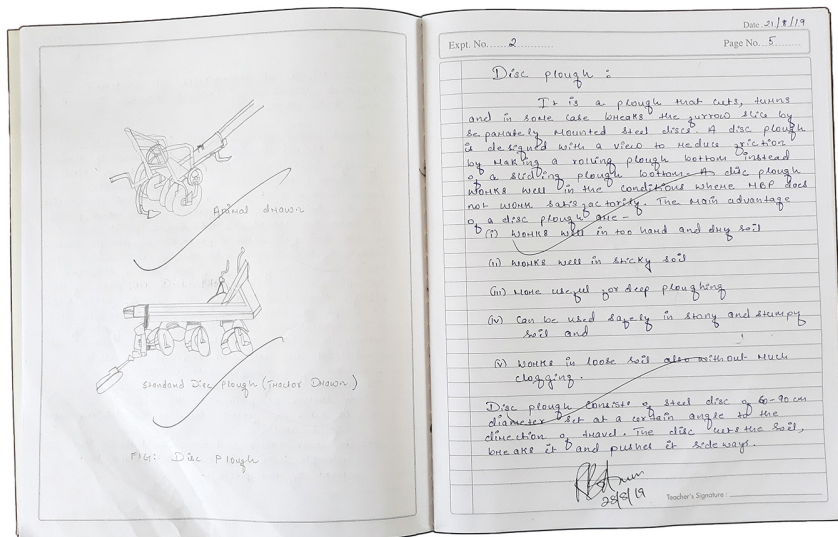 Animal drawn
Standard Disc plough (Tractor Drawn)
FIG: Disc Plough
Date 21/8/19
Expt. No. 2
Page No. 5
Disc plough :
It is a plough that cuts, turns
and in some case breaks the furrow slice by
separately mounted steel discs. A disc plough
is designed with a view to reduce friction
by making a rolling plough bottom instead
of a sliding plough bottom. A disc plough
works well in the conditions where MBP does
not work satisfactority. The main advantage
of a disc plough are -
(i) works well in too hard and dry soil
(ii) works well in sticky soil
(iii) More useful for deep ploughing
(iv) Can be used safely in stony and stumpy
soil and
(v) Works in loose soil also without much
clogging.
Disc plough consists of steel disc of 60-90 cm
diameter set at a certain angle to the
direction of travel. The disc cuts the soil,
breaks it and pushes it sideways.
28/8/19
Teacher's Signature :